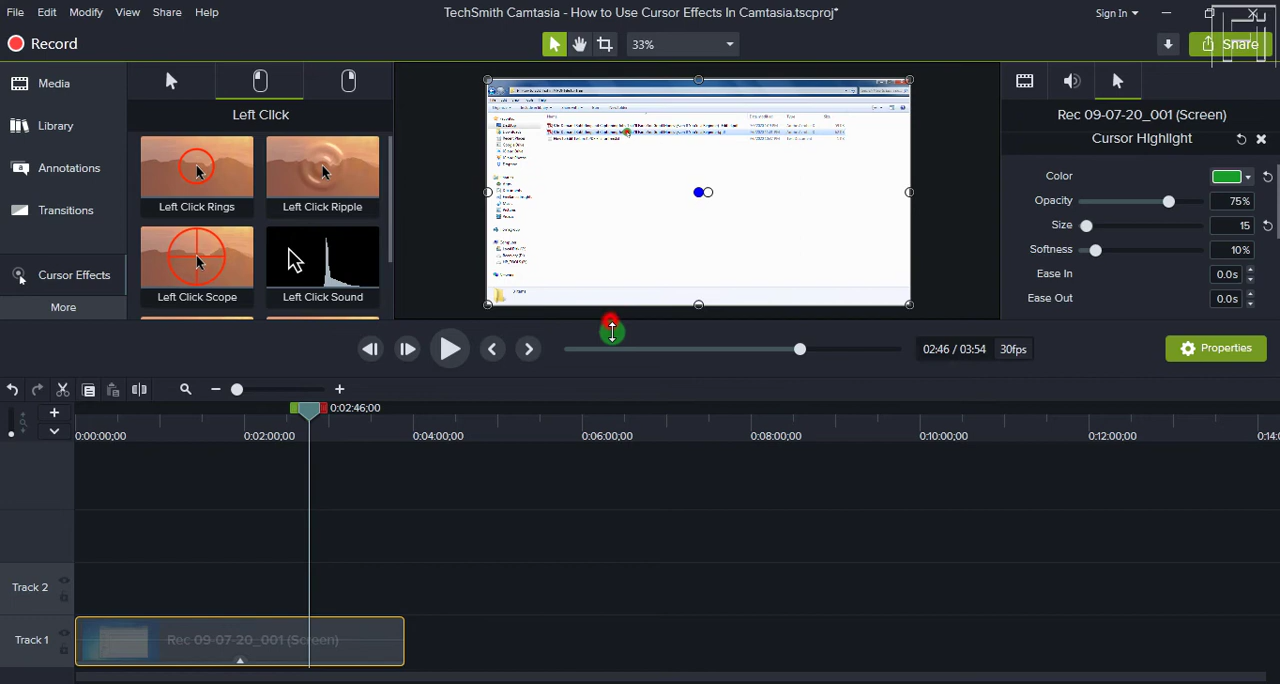 File Edit Modify View Share Help
TechSmith Camtasia - How to Use Cursor Effects In Camtasia.tscproj*
Sign In
Record
33%
Share
Media
Library
Annotations
Transitions
Cursor Effects
More
Left Click
Left Click Rings
Left Click Ripple
Left Click Scope
Left Click Sound
Rec 09-07-20_001 (Screen)
Cursor Highlight
Color
Opacity 75%
Size 15
Softness 10%
Ease In 0.0s
Ease Out 0.0s
02:46 / 03:54 30fps
Properties
0:02:46;00
0:00:00;00 0:02:00;00 0:04:00;00 0:06:00;00 0:08:00;00 0:10:00;00 0:12:00;00
Track 2
Track 1
Rec 09-07-20_001 (Screen)